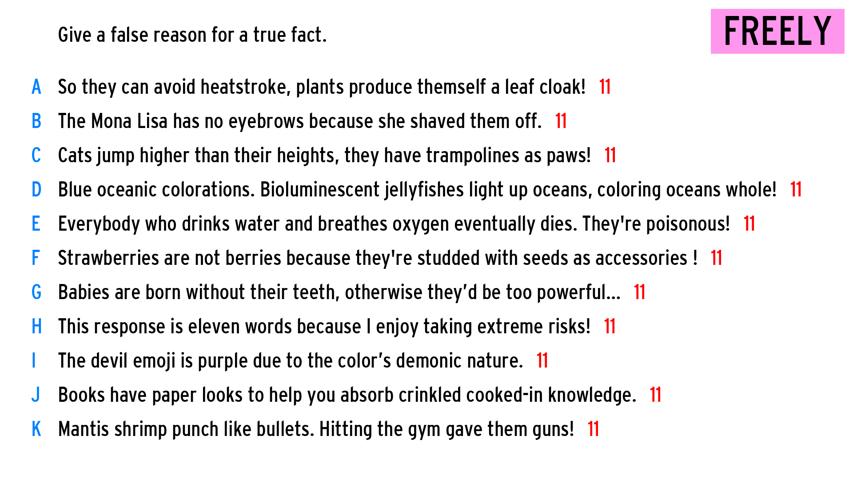 Give a false reason for a true fact.
FREELY
A So they can avoid heatstroke, plants produce themself a leaf cloak! 11
B The Mona Lisa has no eyebrows because she shaved them off. 11
C Cats jump higher than their heights, they have trampolines as paws! 11
D Blue oceanic colorations. Bioluminescent jellyfishes light up oceans, coloring oceans whole! 11
E Everybody who drinks water and breathes oxygen eventually dies. They're poisonous! 11
F Strawberries are not berries because they're studded with seeds as accessories ! 11
G Babies are born without their teeth, otherwise they’d be too powerful... 11
H This response is eleven words because I enjoy taking extreme risks! 11
I The devil emoji is purple due to the color’s demonic nature. 11
J Books have paper looks to help you absorb crinkled cooked-in knowledge. 11
K Mantis shrimp punch like bullets. Hitting the gym gave them guns! 11